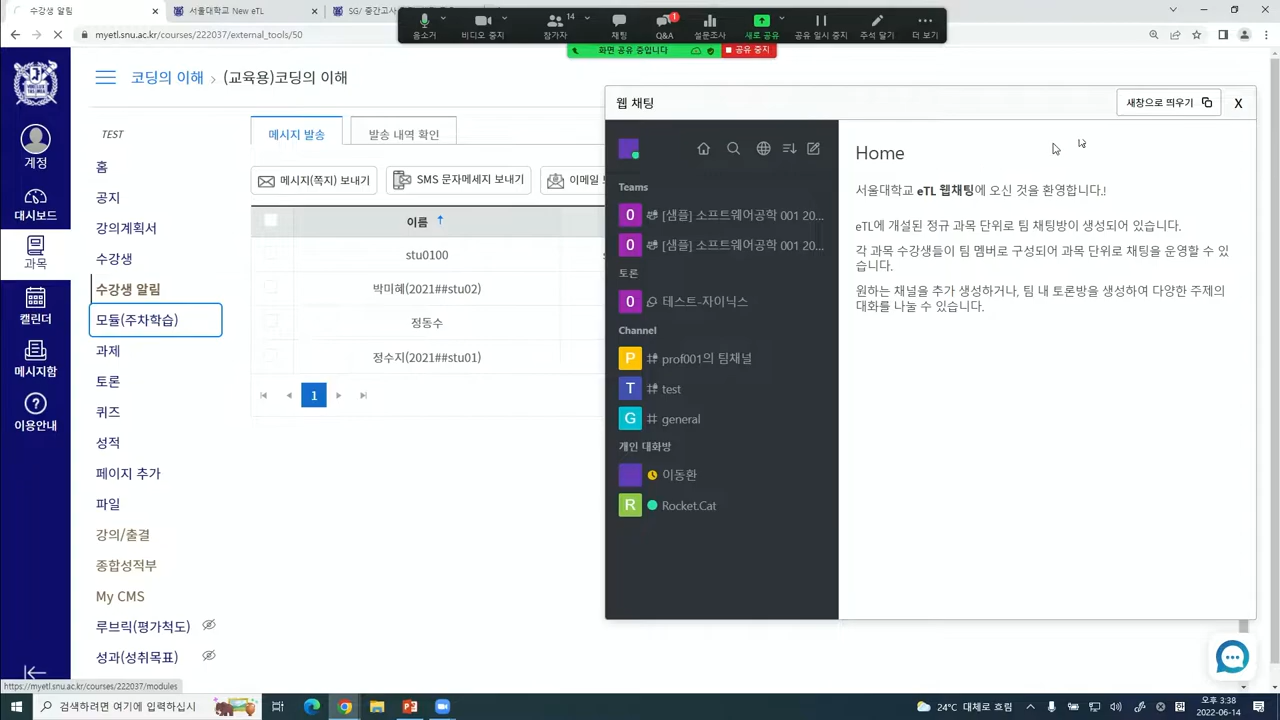 수강생 알림
서울대학교 New eTL
SG/ 중간고사
myetl.snu.ac.kr/courses/222037/external_tools/50
음소거
비디오 중지
14
참가자
채팅
1
Q&A
설문조사
새로 공유
공유 일시 중지
주석 달기
더 보기
화면 공유 중입니다
공유 중지
코딩의 이해 › (교육용)코딩의 이해
계정
대시보드
과목
캘린더
메시지함
이용안내
TEST
홈
공지
강의계획서
수강생
수강생 알림
모듈(주차학습)
과제
토론
퀴즈
성적
페이지 추가
파일
강의/출결
종합성적부
My CMS
루브릭(평가척도)
성과(성취목표)
메시지 발송
발송 내역 확인
메시지(쪽지) 보내기
SMS 문자메세지 보내기
이메일
이름
stu0100
박미혜(2021##stu02)
정동수
정수지(2021##stu01)
1
웹 채팅
새창으로 띄우기
X
Teams
0 [샘플] 소프트웨어공학 001 20...
0 [샘플] 소프트웨어공학 001 20...
토론
0 테스트-자이닉스
Channel
P prof001의 팀채널
T test
G general
개인 대화방
이동환
R Rocket.Cat
Home
서울대학교 eTL 웹채팅에 오신 것을 환영합니다.!
eTL에 개설된 정규 과목 단위로 팀 채팅방이 생성되어 있습니다.
각 과목 수강생들이 팀 멤버로 구성되어 과목 단위로 채팅을 운영할 수 있
습니다.
원하는 채널을 추가 생성하거나, 팀 내 토론방을 생성하여 다양한 주제의
대화를 나눌 수 있습니다.
https://myetl.snu.ac.kr/courses/222037/modules
검색하려면 여기에 입력하십시오
24°C 대체로 흐림
오후 3:38
2022-06-14